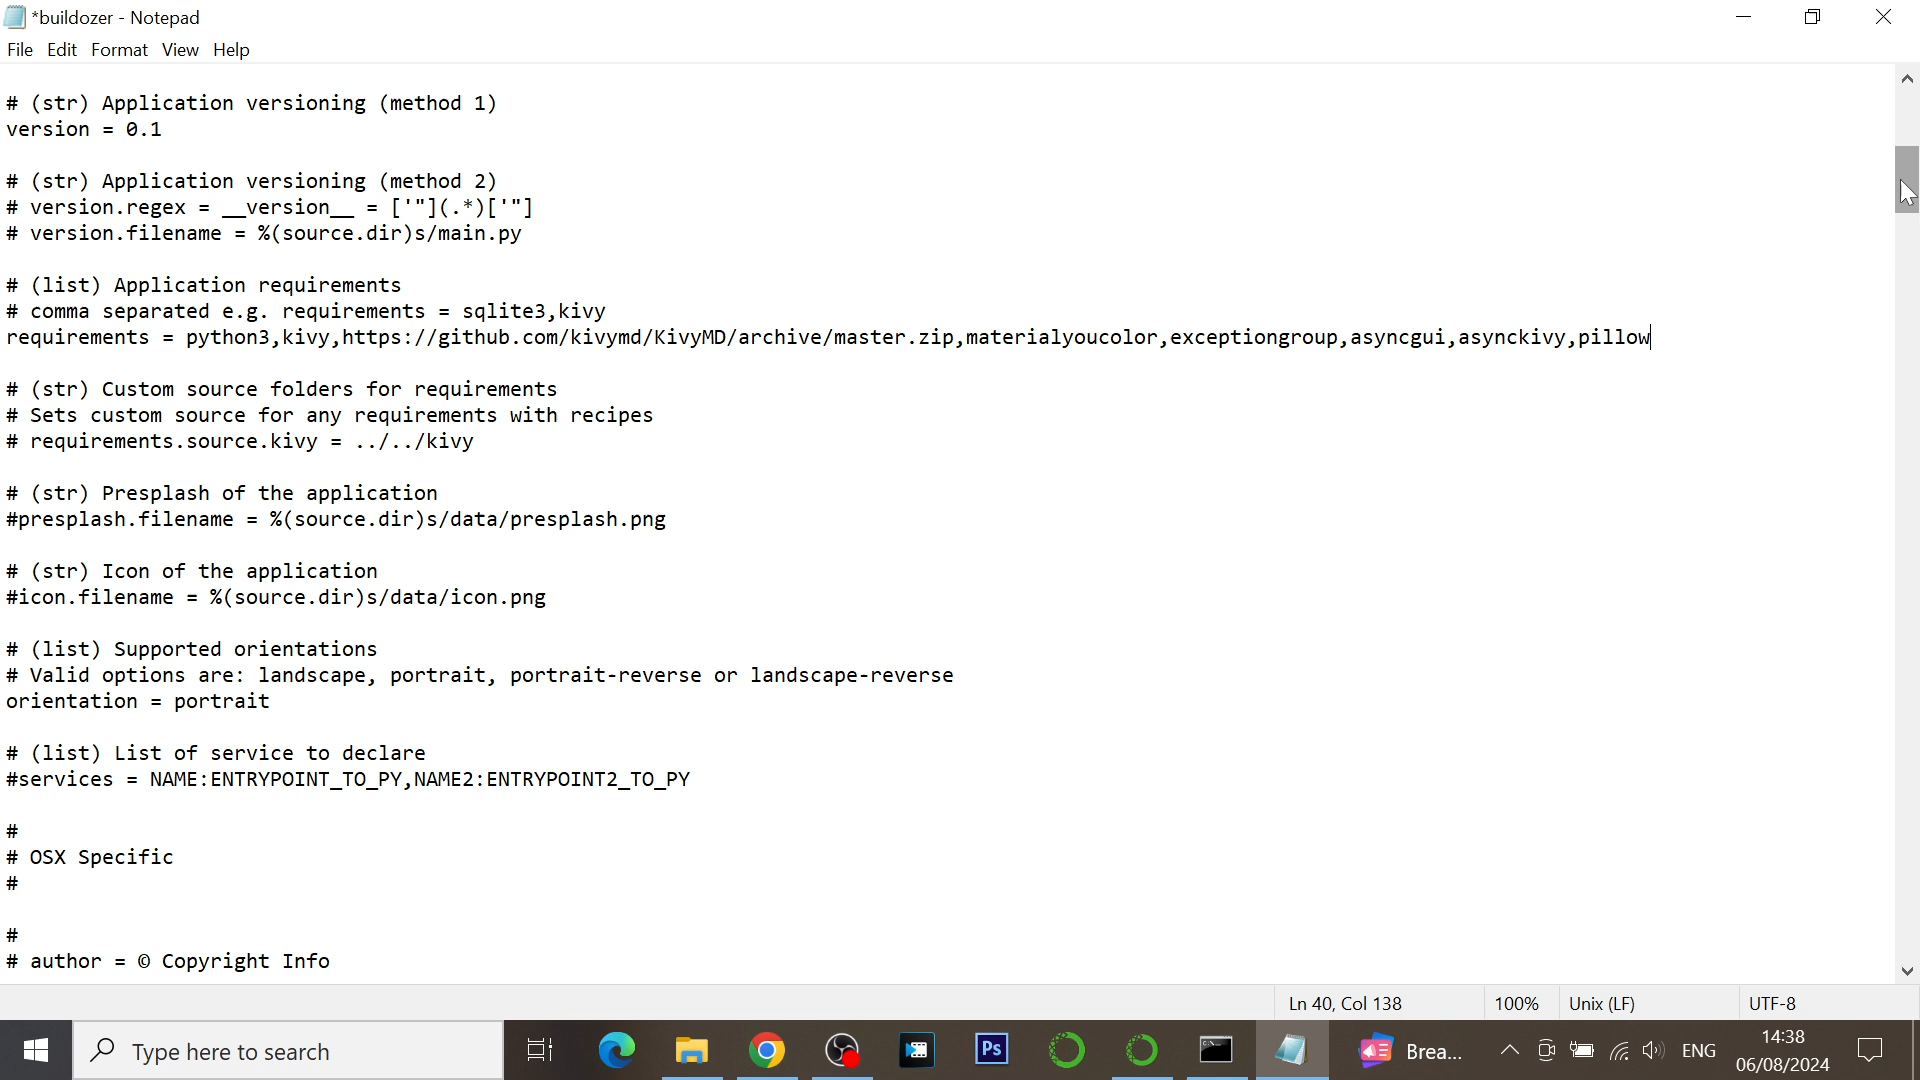 *buildozer - Notepad
File Edit Format View Help
# (str) Application versioning (method 1)
version = 0.1
# (str) Application versioning (method 2)
# version.regex = __version__ = ['"](.*)['"]
# version.filename = %(source.dir)s/main.py
# (list) Application requirements
# comma separated e.g. requirements = sqlite3,kivy
requirements = python3,kivy,https://github.com/kivymd/KivyMD/archive/master.zip,materialyoucolor,exceptiongroup,asyncgui,asynckivy,pillow
# (str) Custom source folders for requirements
# Sets custom source for any requirements with recipes
# requirements.source.kivy = ../../kivy
# (str) Presplash of the application
#presplash.filename = %(source.dir)s/data/presplash.png
# (str) Icon of the application
#icon.filename = %(source.dir)s/data/icon.png
# (list) Supported orientations
# Valid options are: landscape, portrait, portrait-reverse or landscape-reverse
orientation = portrait
# (list) List of service to declare
#services = NAME:ENTRYPOINT_TO_PY,NAME2:ENTRYPOINT2_TO_PY
#
# OSX Specific
#
#
# author = © Copyright Info
Ln 40, Col 138 100% Unix (LF) UTF-8
Type here to search Ps Brea... ENG 14:38
06/08/2024